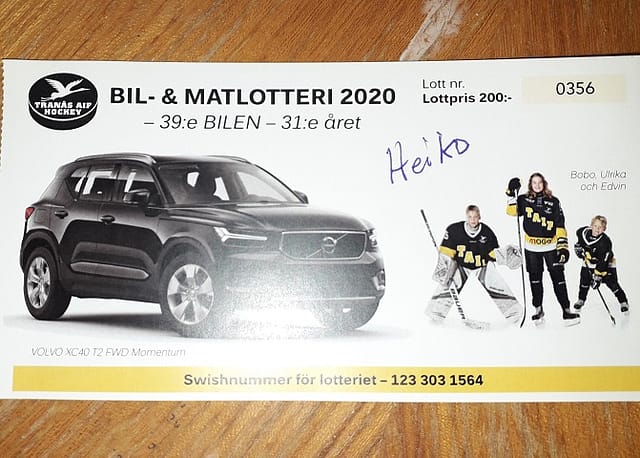 TRANÅS AIF
HOCKEY
BIL- & MATLOTTERI 2020
– 39:e BILEN – 31:e året
Lott nr.
Lottpris 200:-
0356
Heiko
Bobo, Ulrika
och Edvin
TAIF
VOLVO XC40 T2 FWD Momentum
Swishnummer för lotteriet – 123 303 1564